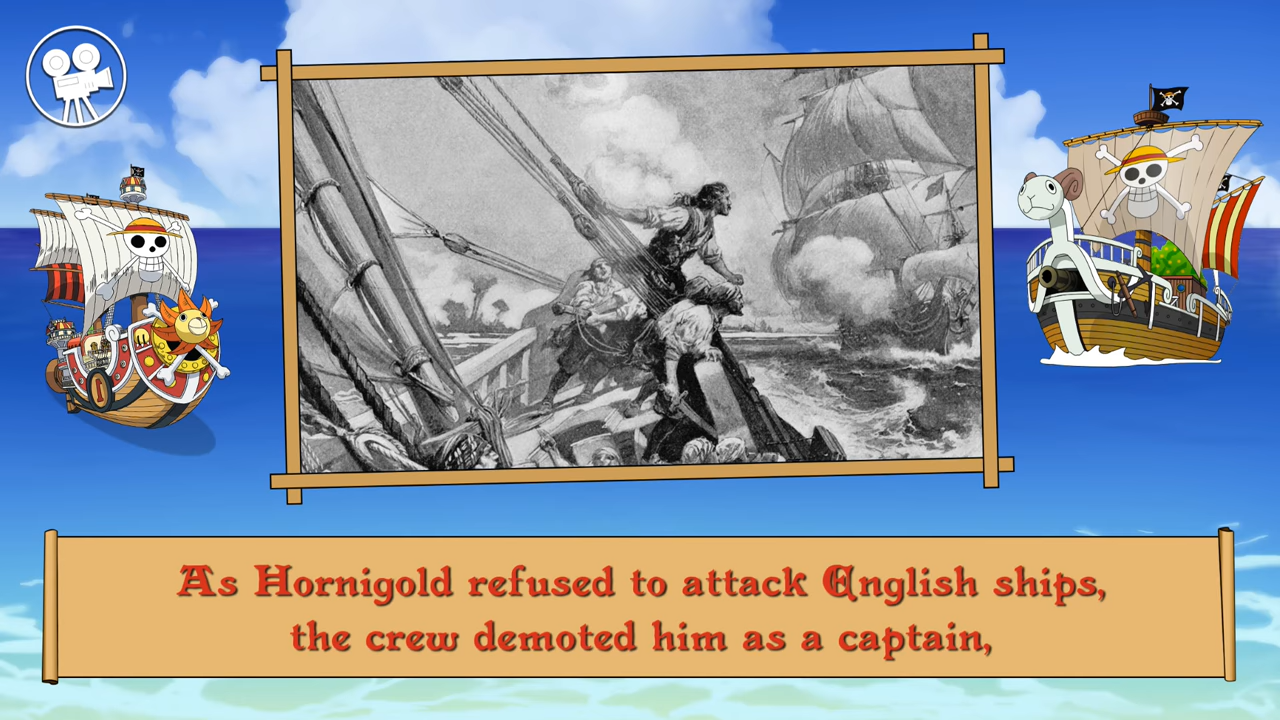 As Hornigold refused to attack English ships,
the crew demoted him as a captain,